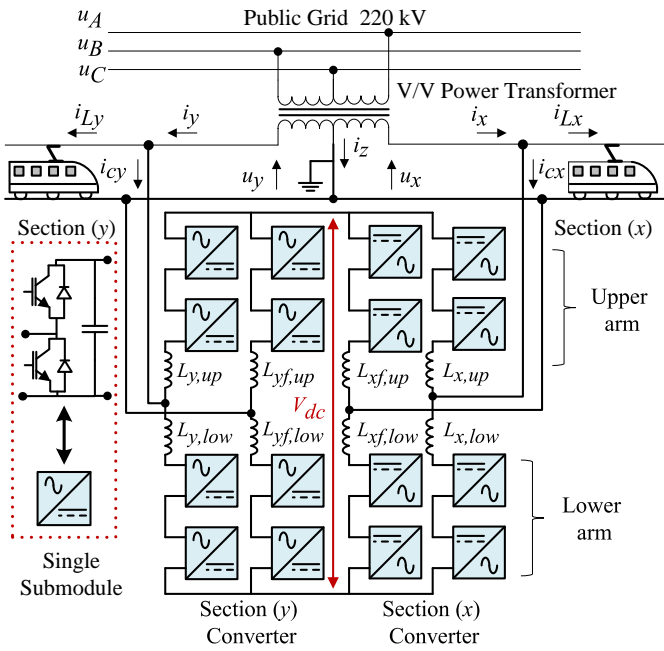 Public Grid 220 kV
u_A
u_B
u_C
V/V Power Transformer
i_Ly
i_y
i_x
i_Lx
i_cy
i_z
i_cx
u_y
u_x
Section (y)
Section (x)
Upper
arm
L_y,up
L_yf,up
L_xf,up
L_x,up
V_dc
L_y,low
L_yf,low
L_xf,low
L_x,low
Lower
arm
Single
Submodule
Section (y)
Converter
Section (x)
Converter